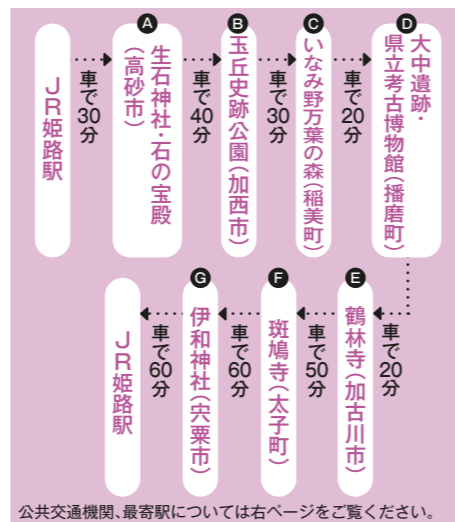 JR姫路駅
車で30分
A
生石神社・石の宝殿
（高砂市）
車で40分
B
玉丘史跡公園（加西市）
車で30分
C
いなみ野万葉の森（稲美町）
車で20分
D
大中遺跡・
県立考古博物館（播磨町）
車で20分
E
鶴林寺（加古川市）
車で50分
F
斑鳩寺（太子町）
車で60分
G
伊和神社（宍粟市）
車で60分
JR姫路駅
公共交通機関、最寄駅については右ページをご覧ください。